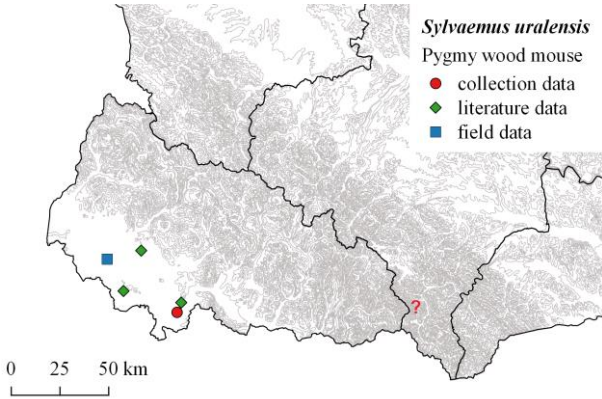 Sylvaemus uralensis
Pygmy wood mouse
collection data
literature data
field data
?
0 25 50 km